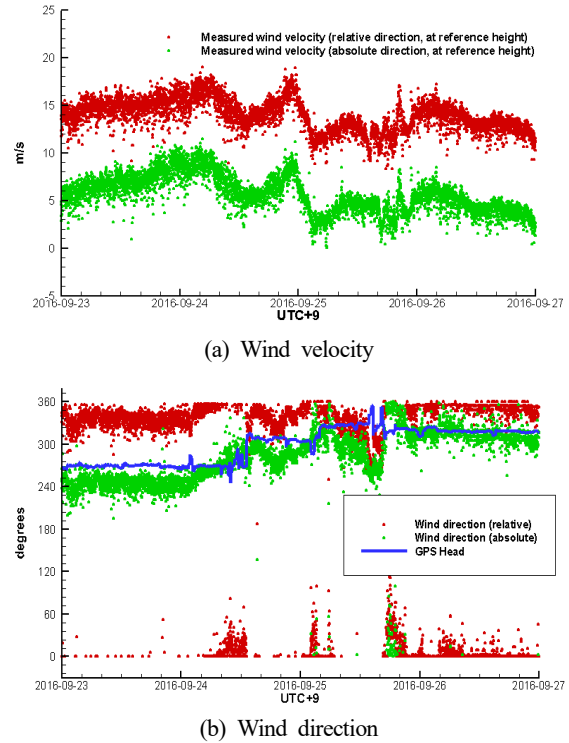 25
Measured wind velocity (relative direction, at reference height)
Measured wind velocity (absolute direction, at reference height)
20
15
m/s
10
5
0
-5
2016-09-23 2016-09-24 2016-09-25 2016-09-26 2016-09-27
UTC+9
(a) Wind velocity
360
300
240
degrees
180
Wind direction (relative)
Wind direction (absolute)
GPS Head
120
60
0
2016-09-23 2016-09-24 2016-09-25 2016-09-26 2016-09-27
UTC+9
(b) Wind direction